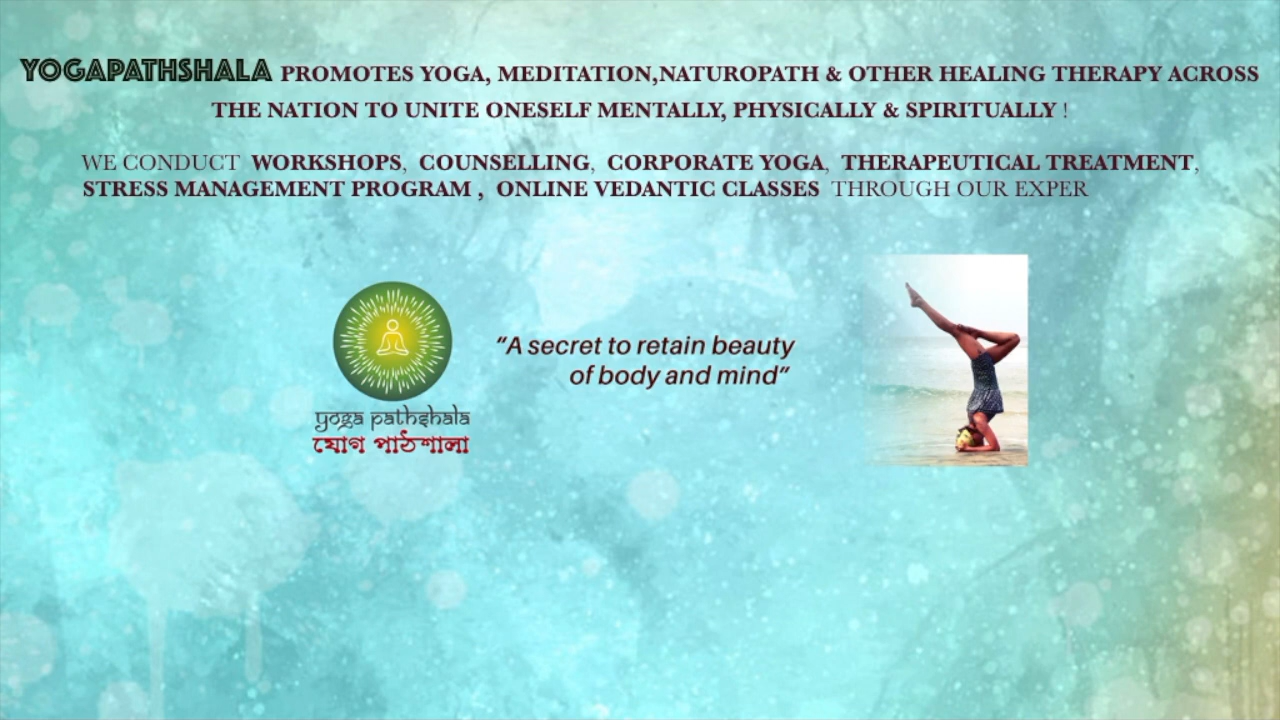 YOGAPATHSHALA PROMOTES YOGA, MEDITATION,NATUROPATH & OTHER HEALING THERAPY ACROSS
THE NATION TO UNITE ONESELF MENTALLY, PHYSICALLY & SPIRITUALLY !
WE CONDUCT WORKSHOPS, COUNSELLING, CORPORATE YOGA, THERAPEUTICAL TREATMENT,
STRESS MANAGEMENT PROGRAM , ONLINE VEDANTIC CLASSES THROUGH OUR EXPER
yoga pathshala
যোগ পাঠশালা
"A secret to retain beauty
of body and mind"